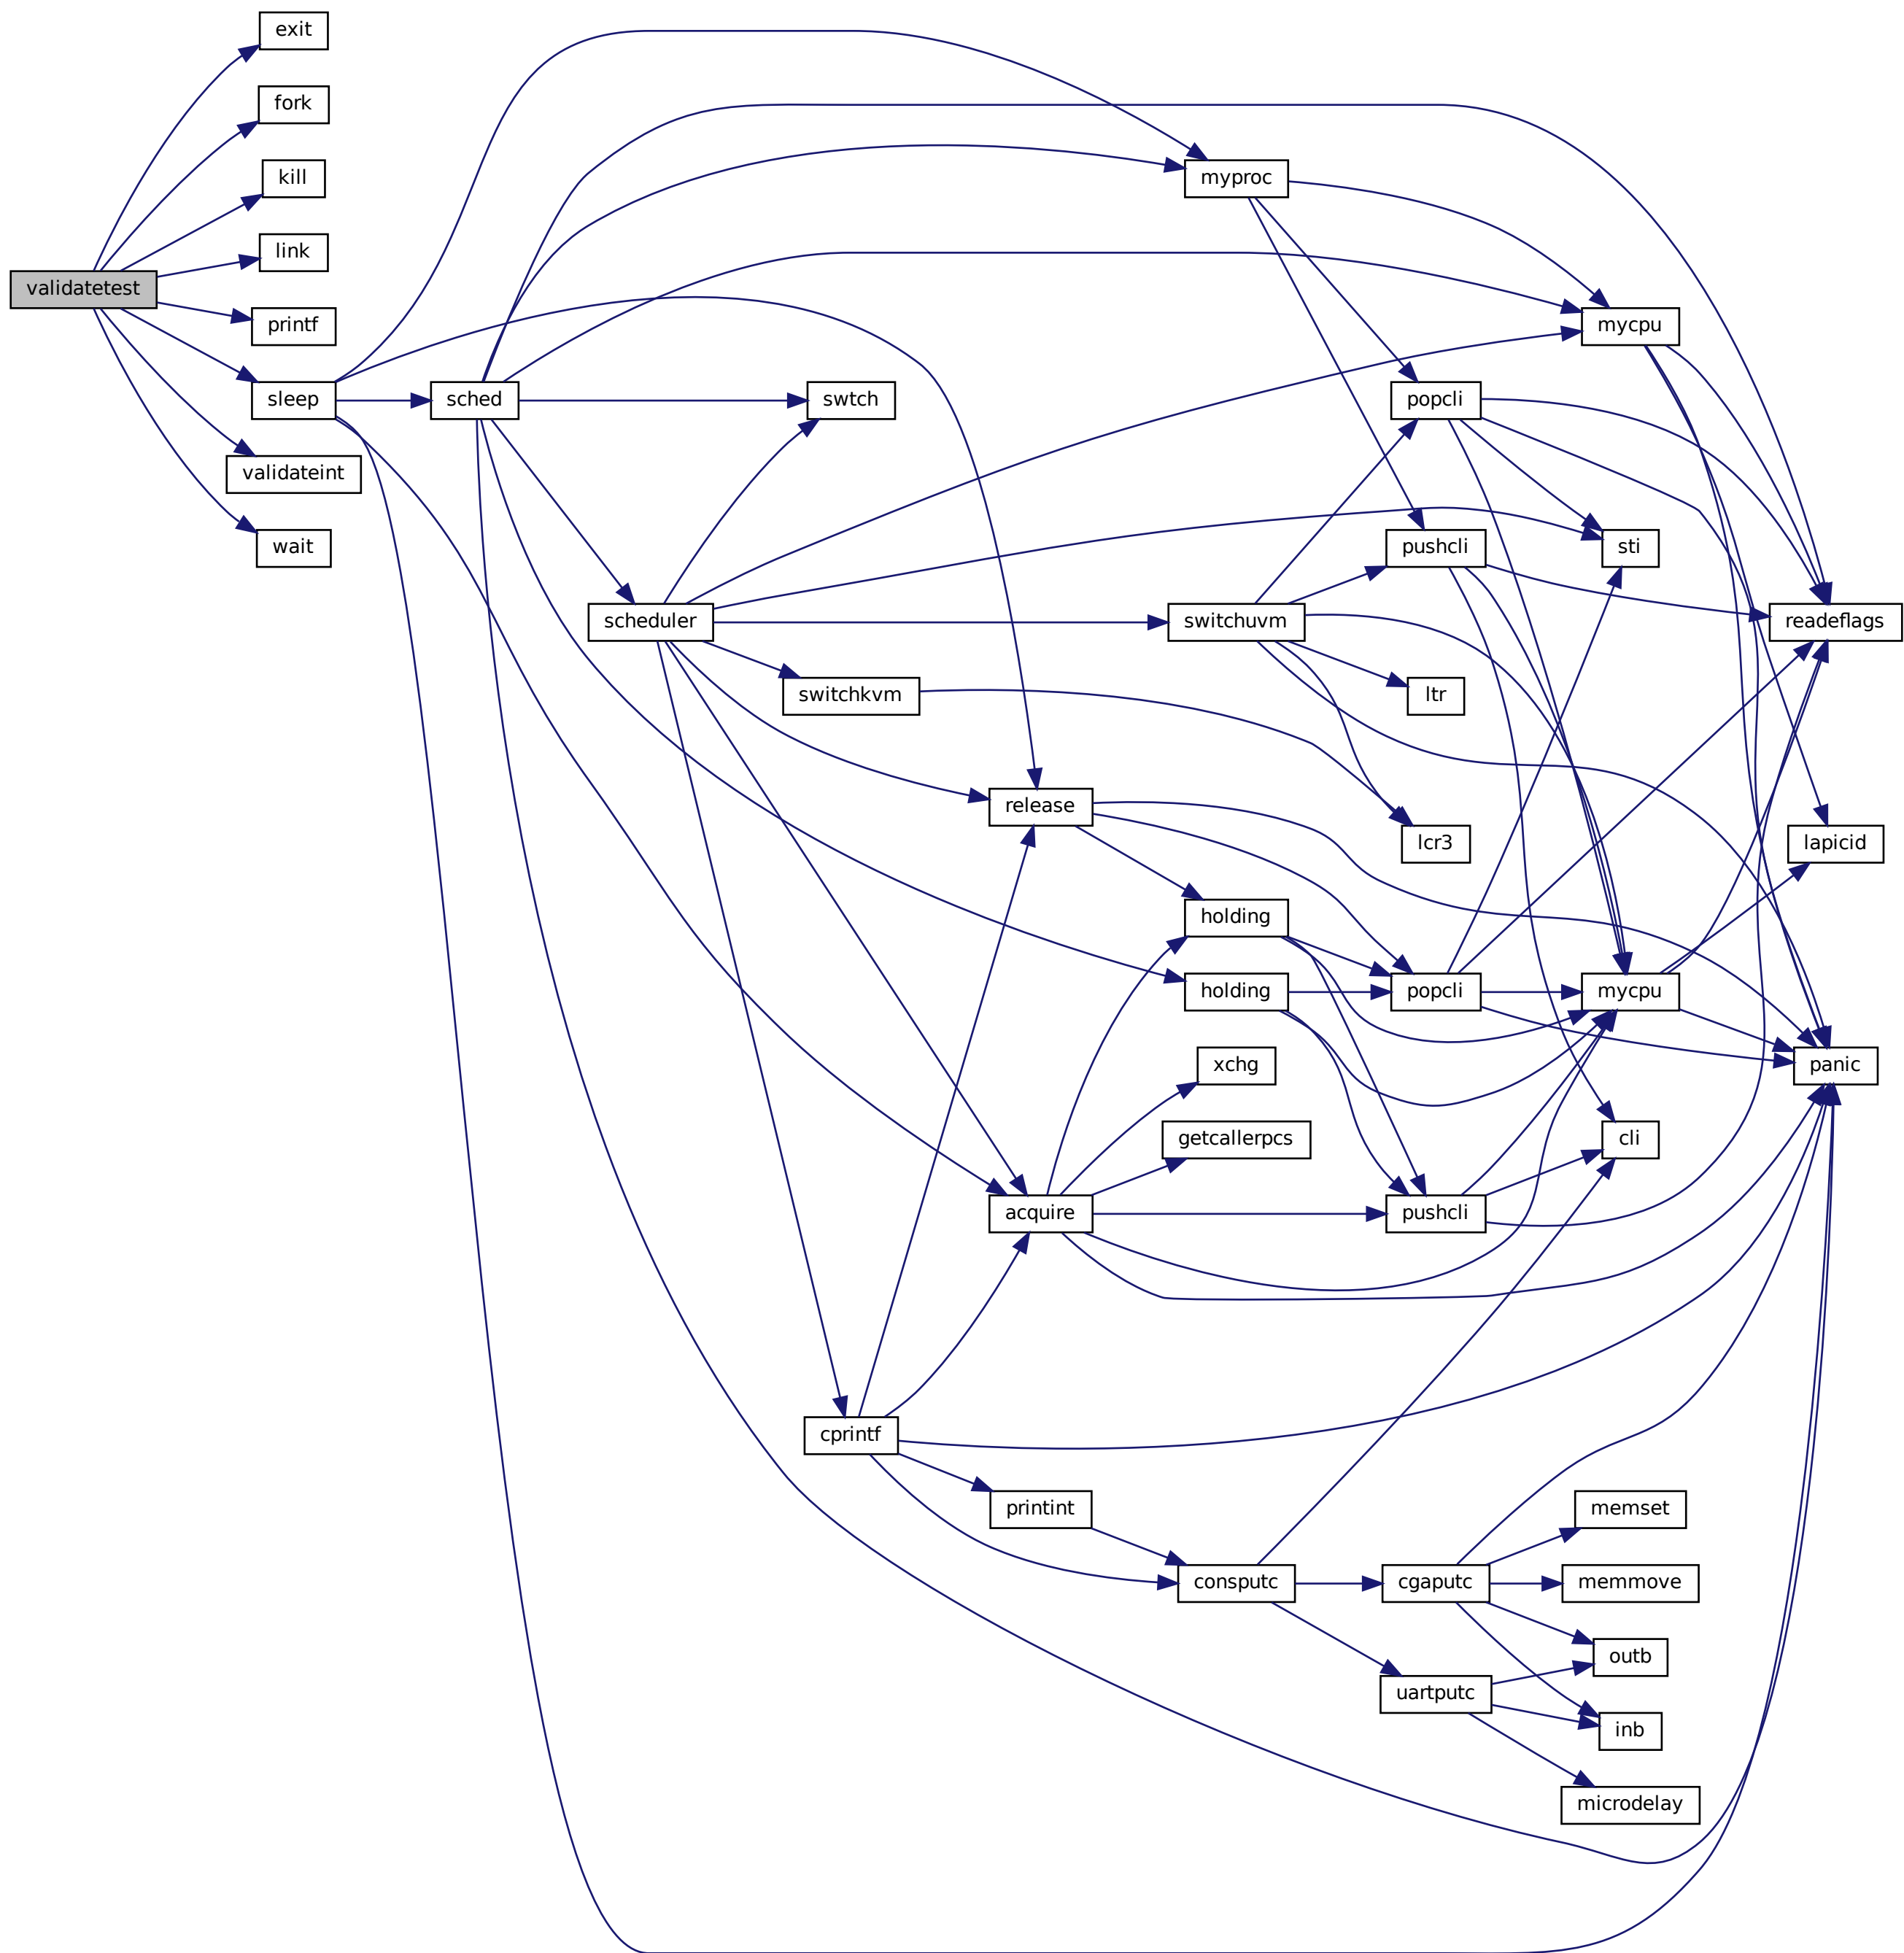 exit
fork
kill
link
validatetest
printf
sleep
validateint
wait
sched
swtch
scheduler
switchkvm
release
acquire
cprintf
printint
myproc
switchuvm
holding
holding
xchg
getcallerpcs
consputc
popcli
pushcli
ltr
lcr3
popcli
pushcli
cgaputc
uartputc
mycpu
sti
mycpu
cli
memset
memmove
outb
inb
microdelay
readeflags
lapicid
panic